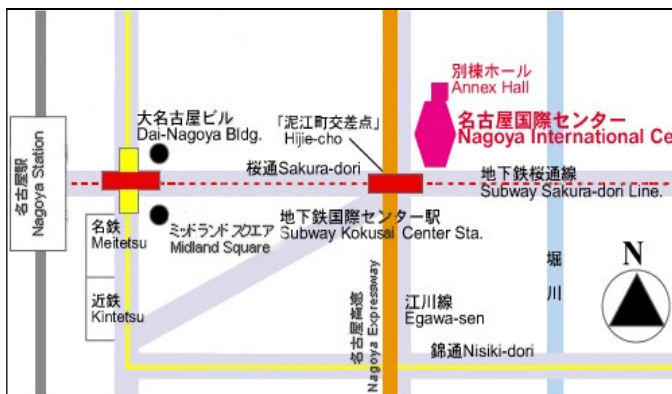 別棟ホール
Annex Hall
名古屋国際センター
Nagoya International Ce
大名古屋ビル
Dai-Nagoya Bldg.
「泥江町交差点」
Hijie-cho
名古屋駅
Nagoya Station
桜通Sakura-dori
地下鉄桜通線
Subway Sakura-don Line.
名鉄
Meitetsu
ミッドランド スクエア
Midland Square
地下鉄国際センター駅
Subway Kokusai Center Sta.
堀川
N
近鉄
Kintetsu
名古屋高速
Nagoya Expressway
江川線
Egawa-sen
錦通Nisiki-dori